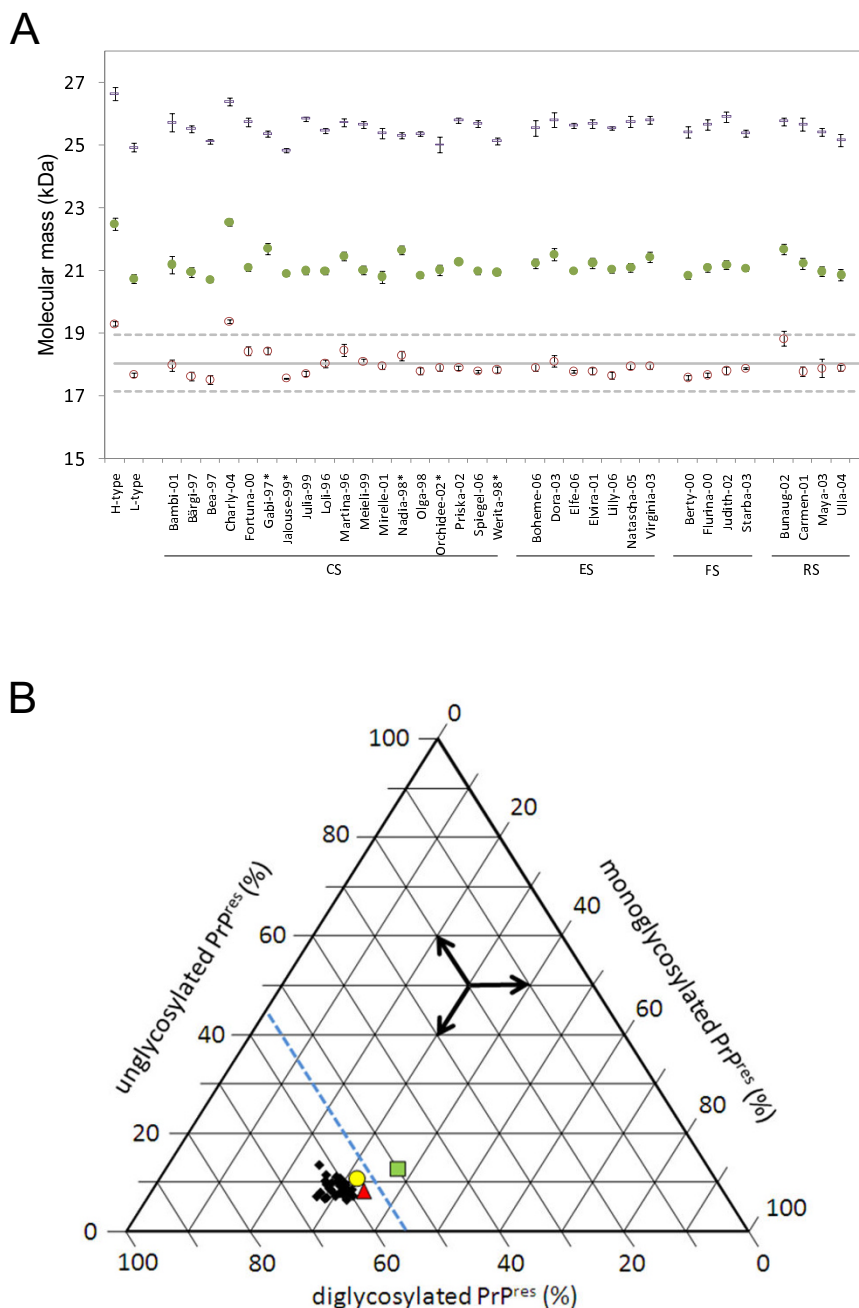 A
Molecular mass (kDa)
27
25
23
21
19
17
15
H-type
L-type
Bambi-01
Bärgi-97
Bea-97
Charly-04
Fortuna-00
Gabi-97*
Jalouse-99*
Julia-99
Loli-96
Martina-96
Meieli-99
Mirelle-01
Nadia-98*
Olga-98
Orchidee-02*
Priska-02
Spiegel-06
Werita-98*
Boheme-06
Dora-03
Elfe-06
Elvira-01
Lilly-06
Natascha-05
Virginia-03
Berty-00
Flurina-00
Judith-02
Starba-03
Bunaug-02
Carmen-01
Maya-03
Ulja-04
CS
ES
FS
RS
B
0
100
20
80
40
60
60
40
80
20
100
0
100
80
60
40
20
0
unglycosylated PrPres (%)
monoglycosylated PrPres (%)
diglycosylated PrPres (%)